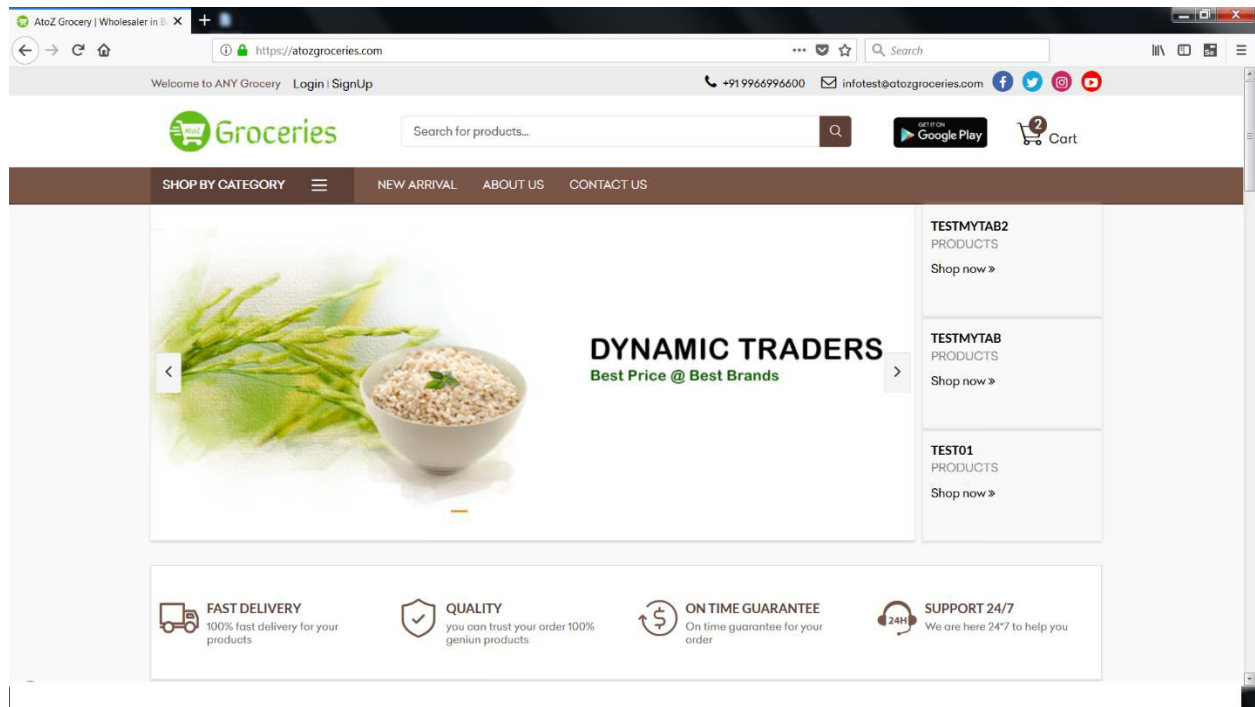 AtoZ Grocery | Wholesaler in B
https://atozgroceries.com
Search
Se
Welcome to ANY Grocery Login | SignUp
+91 9966996600 infotest@atozgroceries.com
AtoZ Groceries
Search for products...
GET IT ON
Google Play
2
Cart
SHOP BY CATEGORY
NEW ARRIVAL ABOUT US CONTACT US
DYNAMIC TRADERS
Best Price @ Best Brands
TESTMYTAB2
PRODUCTS
Shop now »
TESTMYTAB
PRODUCTS
Shop now »
TEST01
PRODUCTS
Shop now »
FAST DELIVERY
100% fast delivery for your
products
QUALITY
you can trust your order 100%
geniun products
ON TIME GUARANTEE
On time guarantee for your
order
24H
SUPPORT 24/7
We are here 24*7 to help you